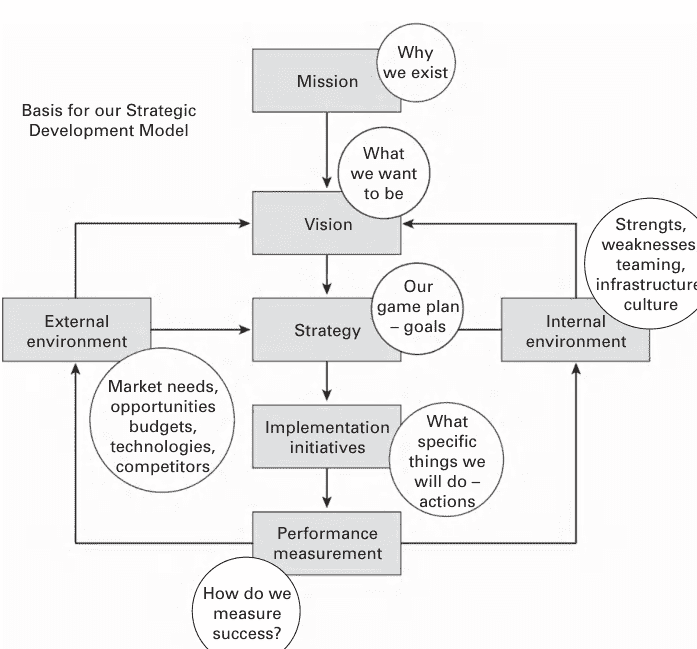 Why
we exist
Mission
Basis for our Strategic
Development Model
What
we want
to be
Vision
Strengts,
weaknesses
teaming,
infrastructure
culture
Our
game plan
– goals
External
environment
Strategy
Internal
environment
Market needs,
opportunities
budgets,
technologies,
competitors
Implementation
initiatives
What
specific
things we
will do –
actions
Performance
measurement
How do we
measure
success?